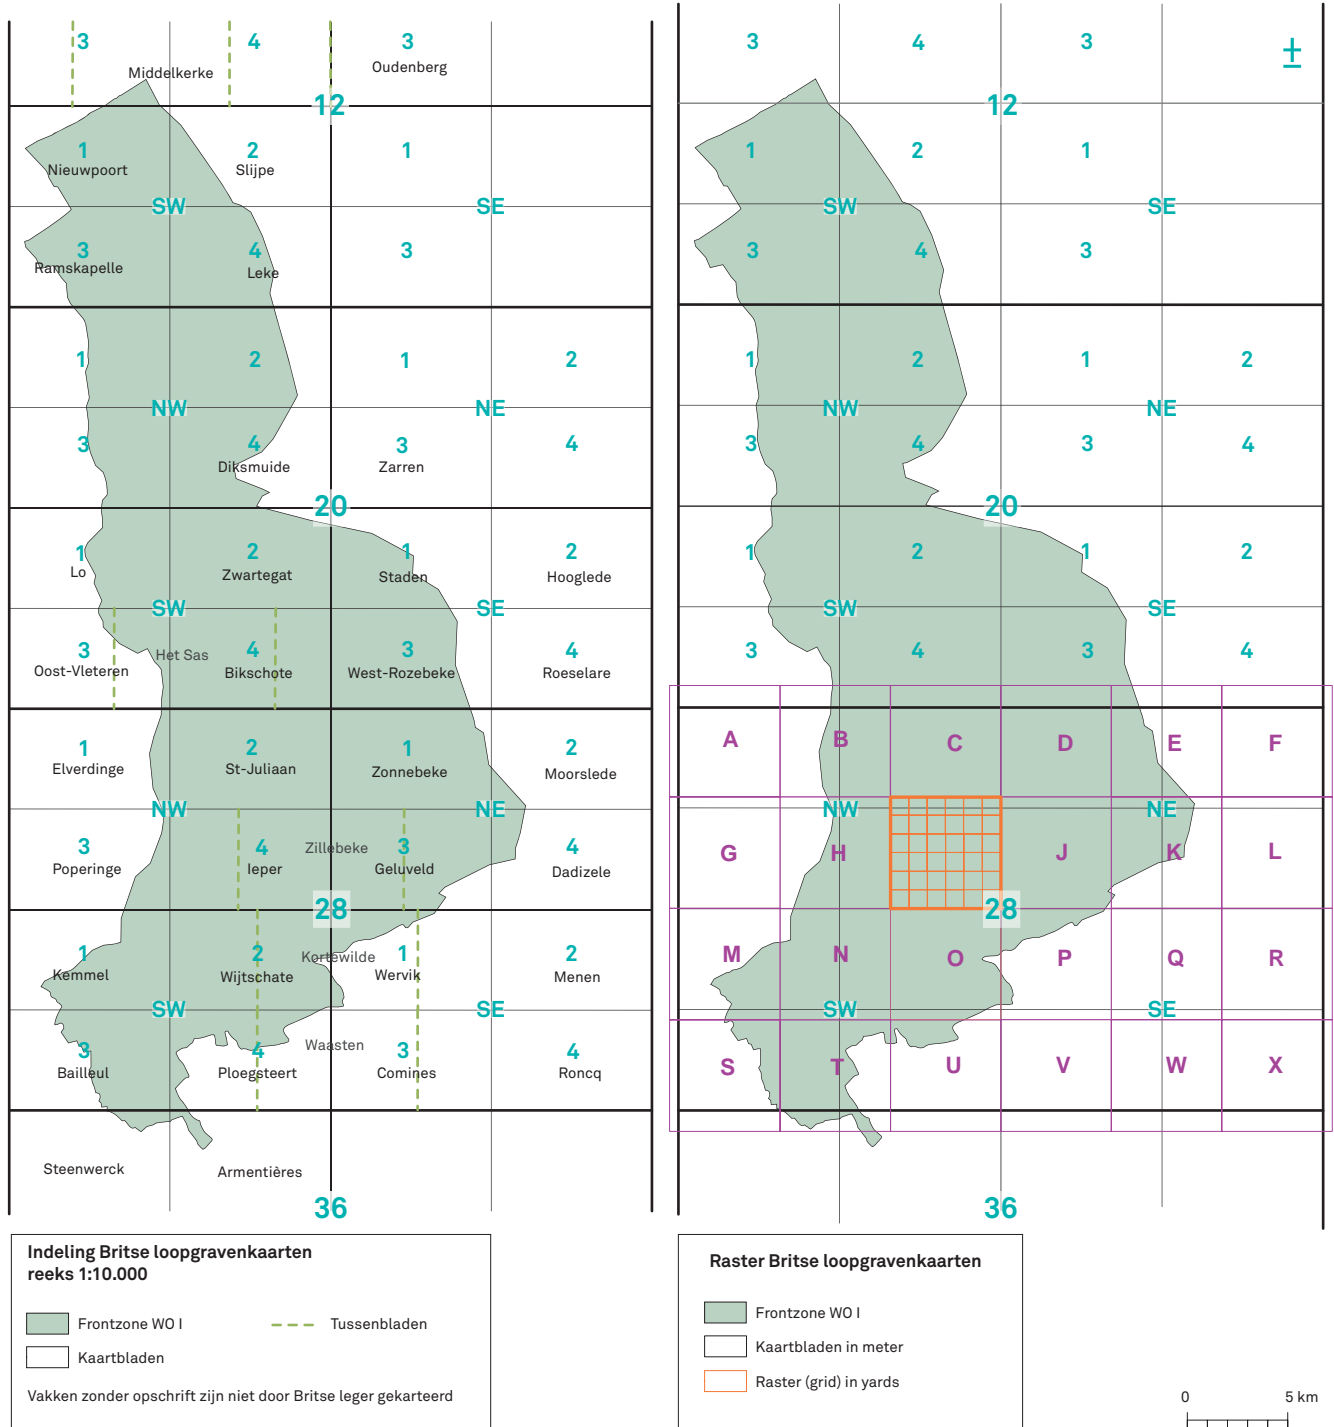 3 4 3
Middelkerke Oudenberg
12
1 2 1
Nieuwpoort Slijpe
SW SE
3 4 3
Ramskapelle Leke
1 2 1 2
NW NE
3 4 3 4
Diksmuide Zarren
20
1 2 1 2
Lo Zwartegat Staden Hooglede
SW SE
3 Het Sas 4 3 4
Oost-Vleteren Bikschote West-Rozebeke Roeselare
1 2 1 2
Elverdinge St-Juliaan Zonnebeke Moorslede
NW NE
3 4 Zillebeke 3 4
Poperinge Ieper Geluveld Dadizele
28
1 2 Kortewilde 1 2
Kemmel Wijtschate Wervik Menen
SW SE
3 4 Waasten 3 4
Bailleul Ploegsteert Comines Roncq
Steenwerck Armentières
36
Indeling Britse loopgravenkaarten
reeks 1:10.000
Frontzone WO I Tussenbladen
Kaartbladen
Vakken zonder opschrift zijn niet door Britse leger gekarteerd
3 4 3 ±
12
1 2 1
SW SE
3 4 3
1 2 1 2
NW NE
3 4 3 4
20
1 2 1 2
SW SE
3 4 3 4
A B C D E F
NW NE
G H J K L
28
M N O P Q R
SW SE
S T U V W X
36
Raster Britse loopgravenkaarten
Frontzone WO I
Kaartbladen in meter
Raster (grid) in yards
0 5 km